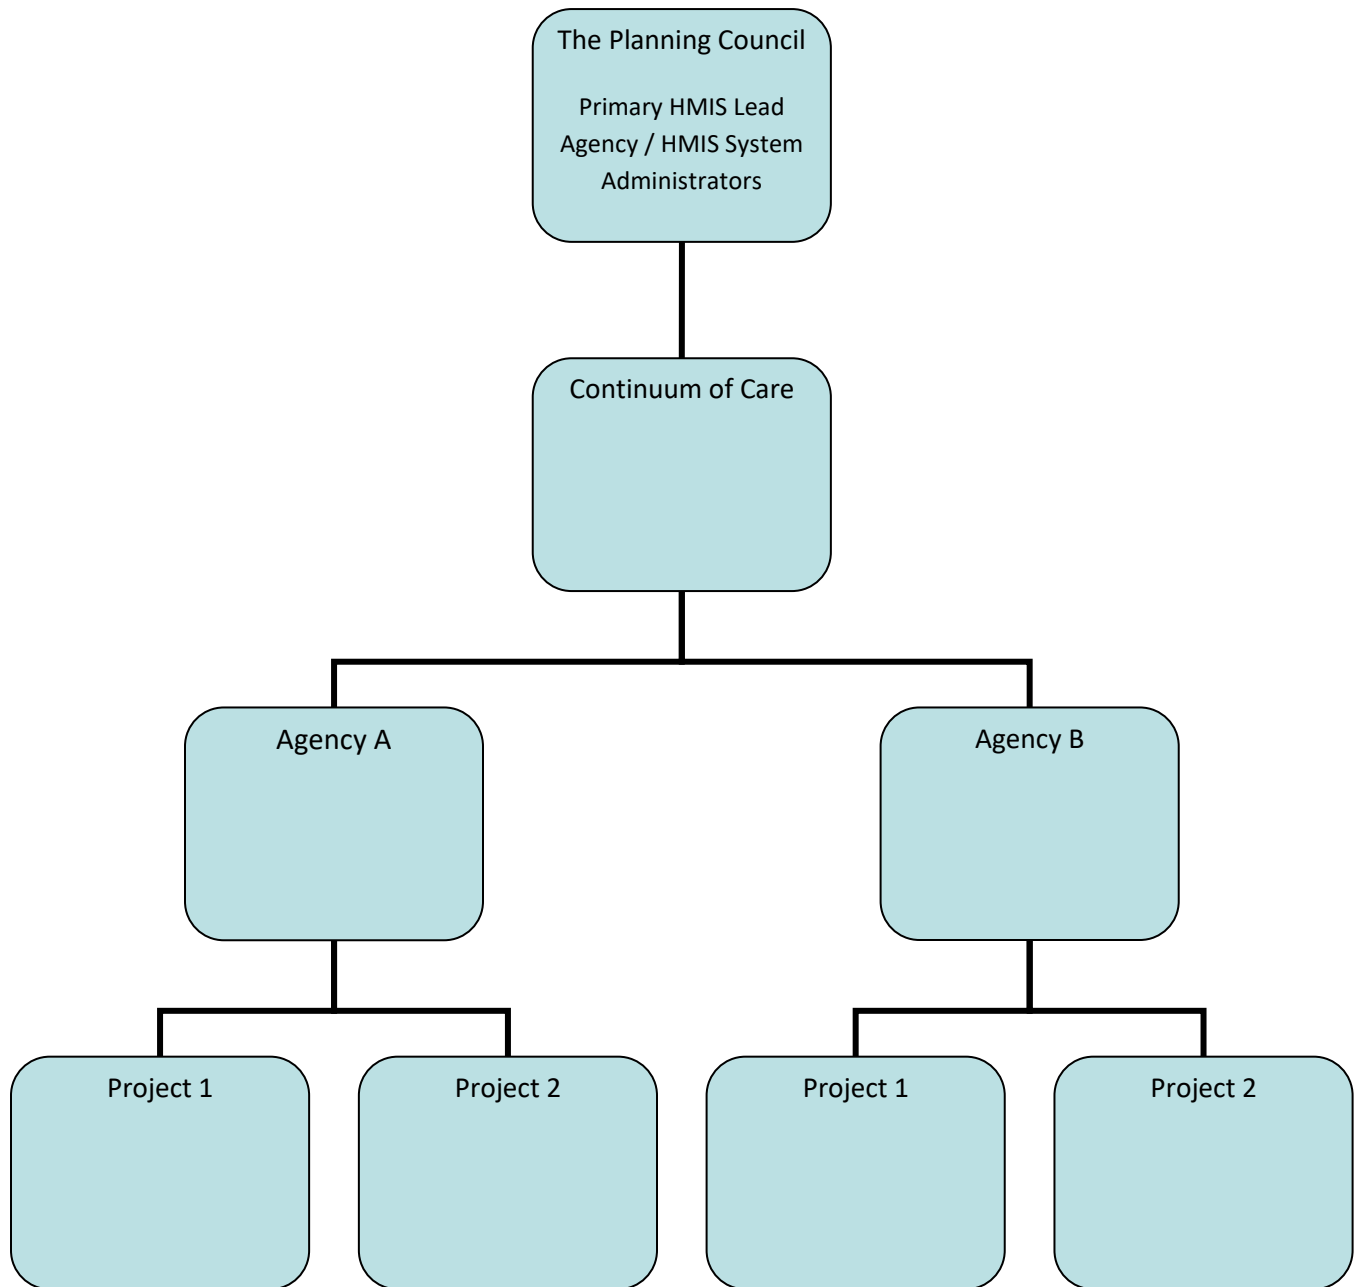 The Planning Council
Primary HMIS Lead
Agency / HMIS System
Administrators
Continuum of Care
Agency A
Agency B
Project 1
Project 2
Project 1
Project 2